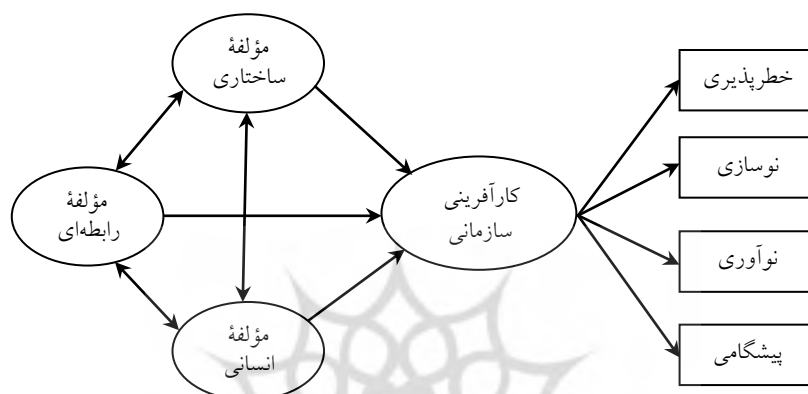 مؤلفهٔ
ساختاری
مؤلفهٔ
رابطه‌ای
مؤلفهٔ
انسانی
کارآفرینی
سازمانی
خطرپذیری
نوسازی
نوآوری
پیشگامی